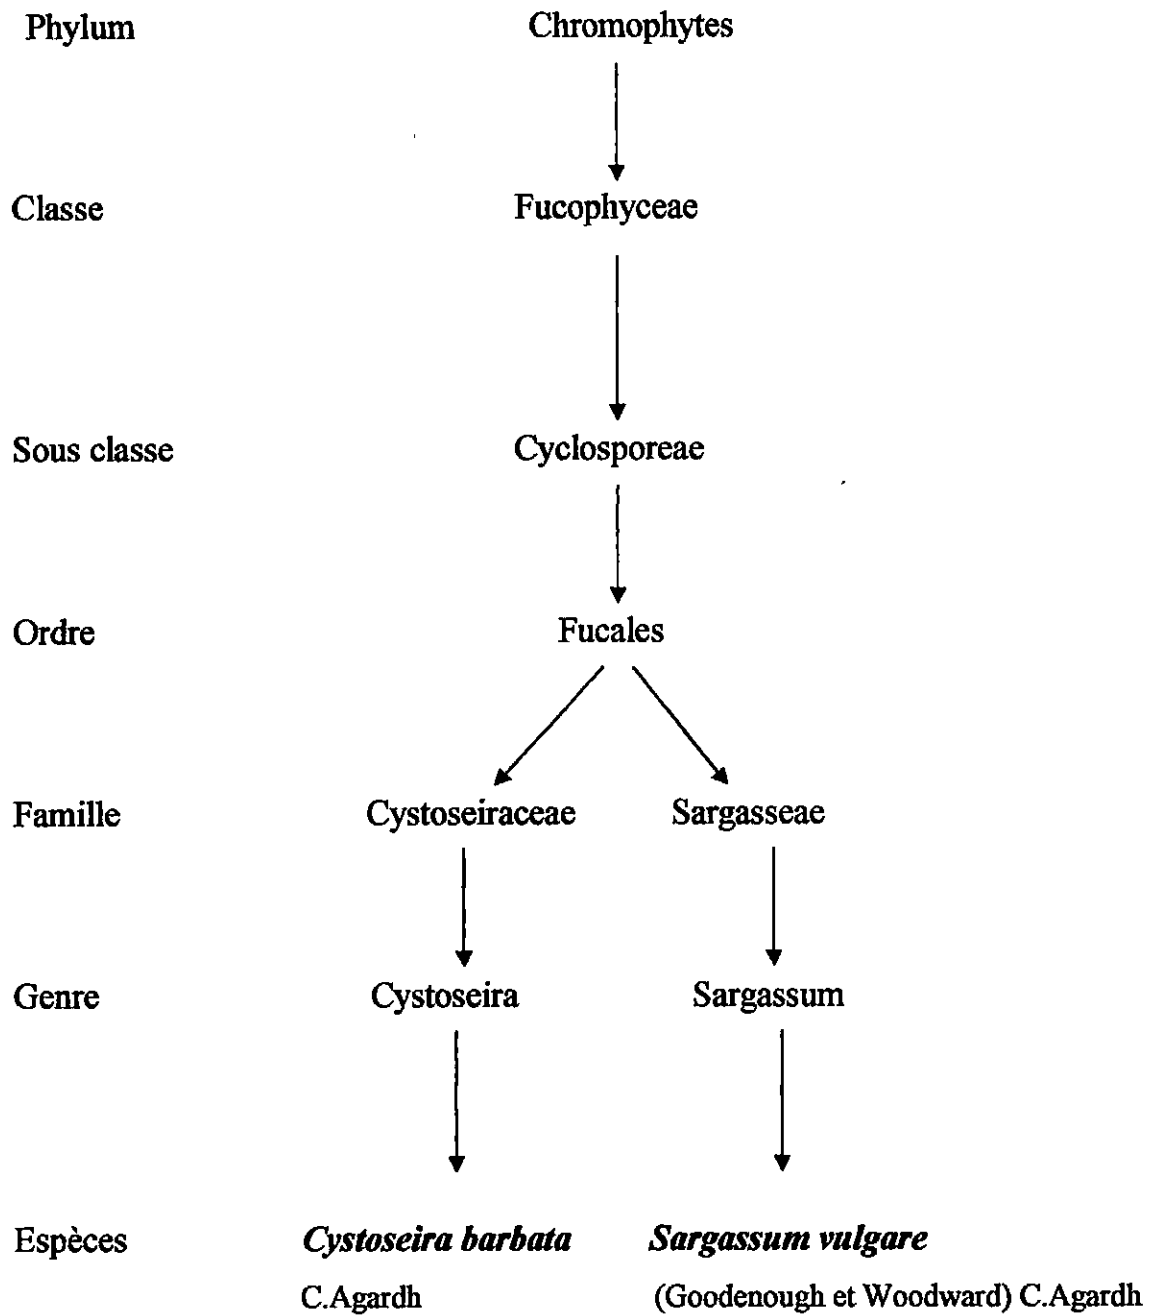 Phylum Chromophytes
Classe Fucophyceae
Sous classe Cyclosporeae
Ordre Fucales
Famille Cystoseiraceae Sargasseae
Genre Cystoseira Sargassum
Espèces Cystoseira barbata Sargassum vulgare
C.Agardh (Goodenough et Woodward) C.Agardh